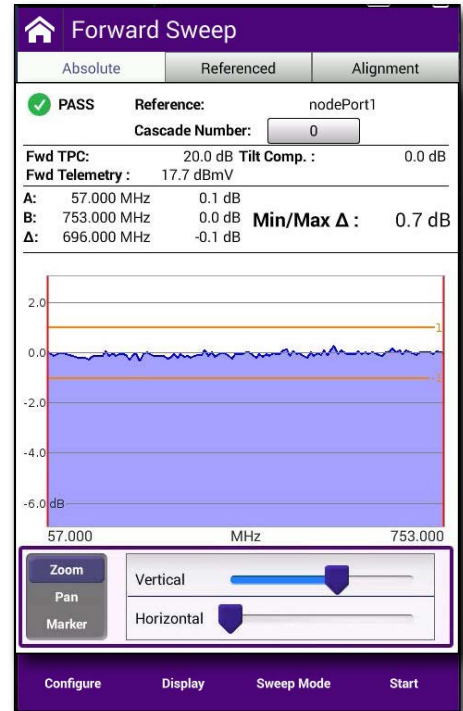 Forward Sweep
Absolute Referenced Alignment
PASS Reference: nodePort1
Cascade Number: 0
Fwd TPC: 20.0 dB Tilt Comp. : 0.0 dB
Fwd Telemetry : 17.7 dBmV
A: 57.000 MHz 0.1 dB
B: 753.000 MHz 0.0 dB Min/Max Δ : 0.7 dB
Δ: 696.000 MHz -0.1 dB
2.0
1
0.0
-1
-2.0
-4.0
-6.0 dB
57.000 MHz 753.000
Zoom
Pan
Marker
Vertical
Horizontal
Configure Display Sweep Mode Start